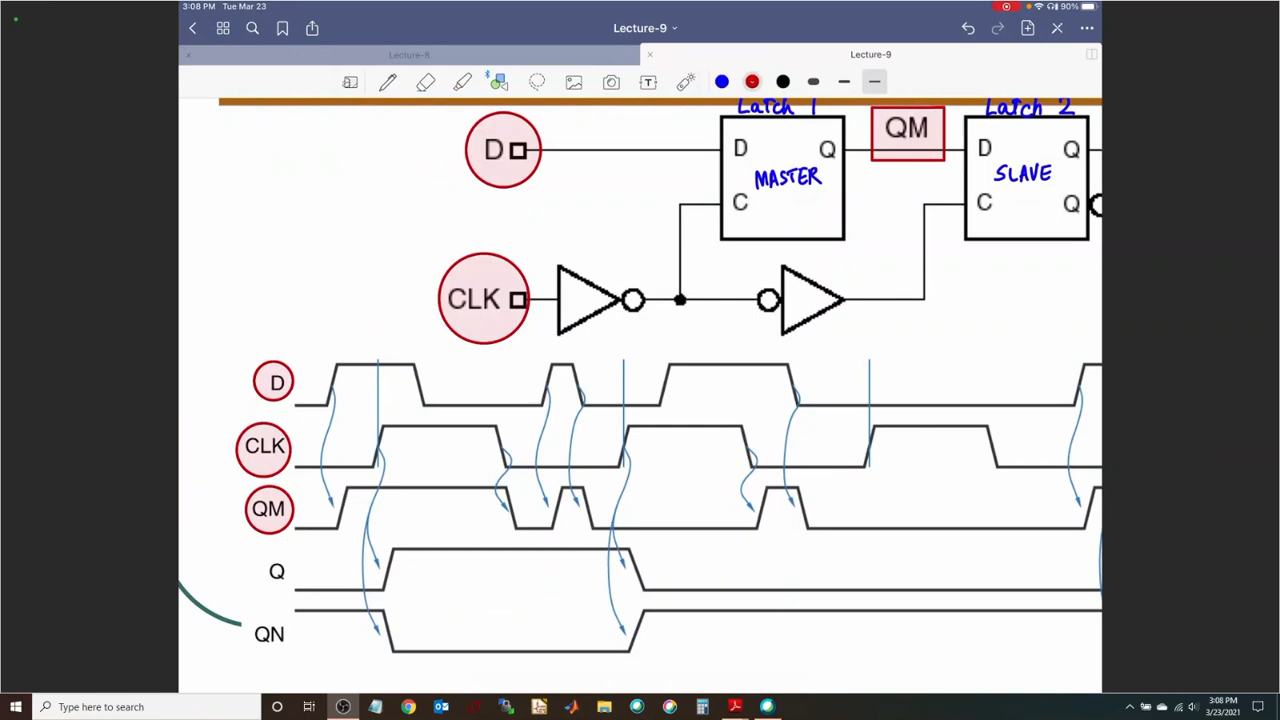 3:08 PM Tue Mar 23
90%
Lecture-9
Lecture-8
Lecture-9
T
Latch 1
Latch 2
QM
D
D Q
D Q
MASTER
SLAVE
C
C Q
CLK
D
CLK
QM
Q
QN
Type here to search
3:08 PM
3/23/2021